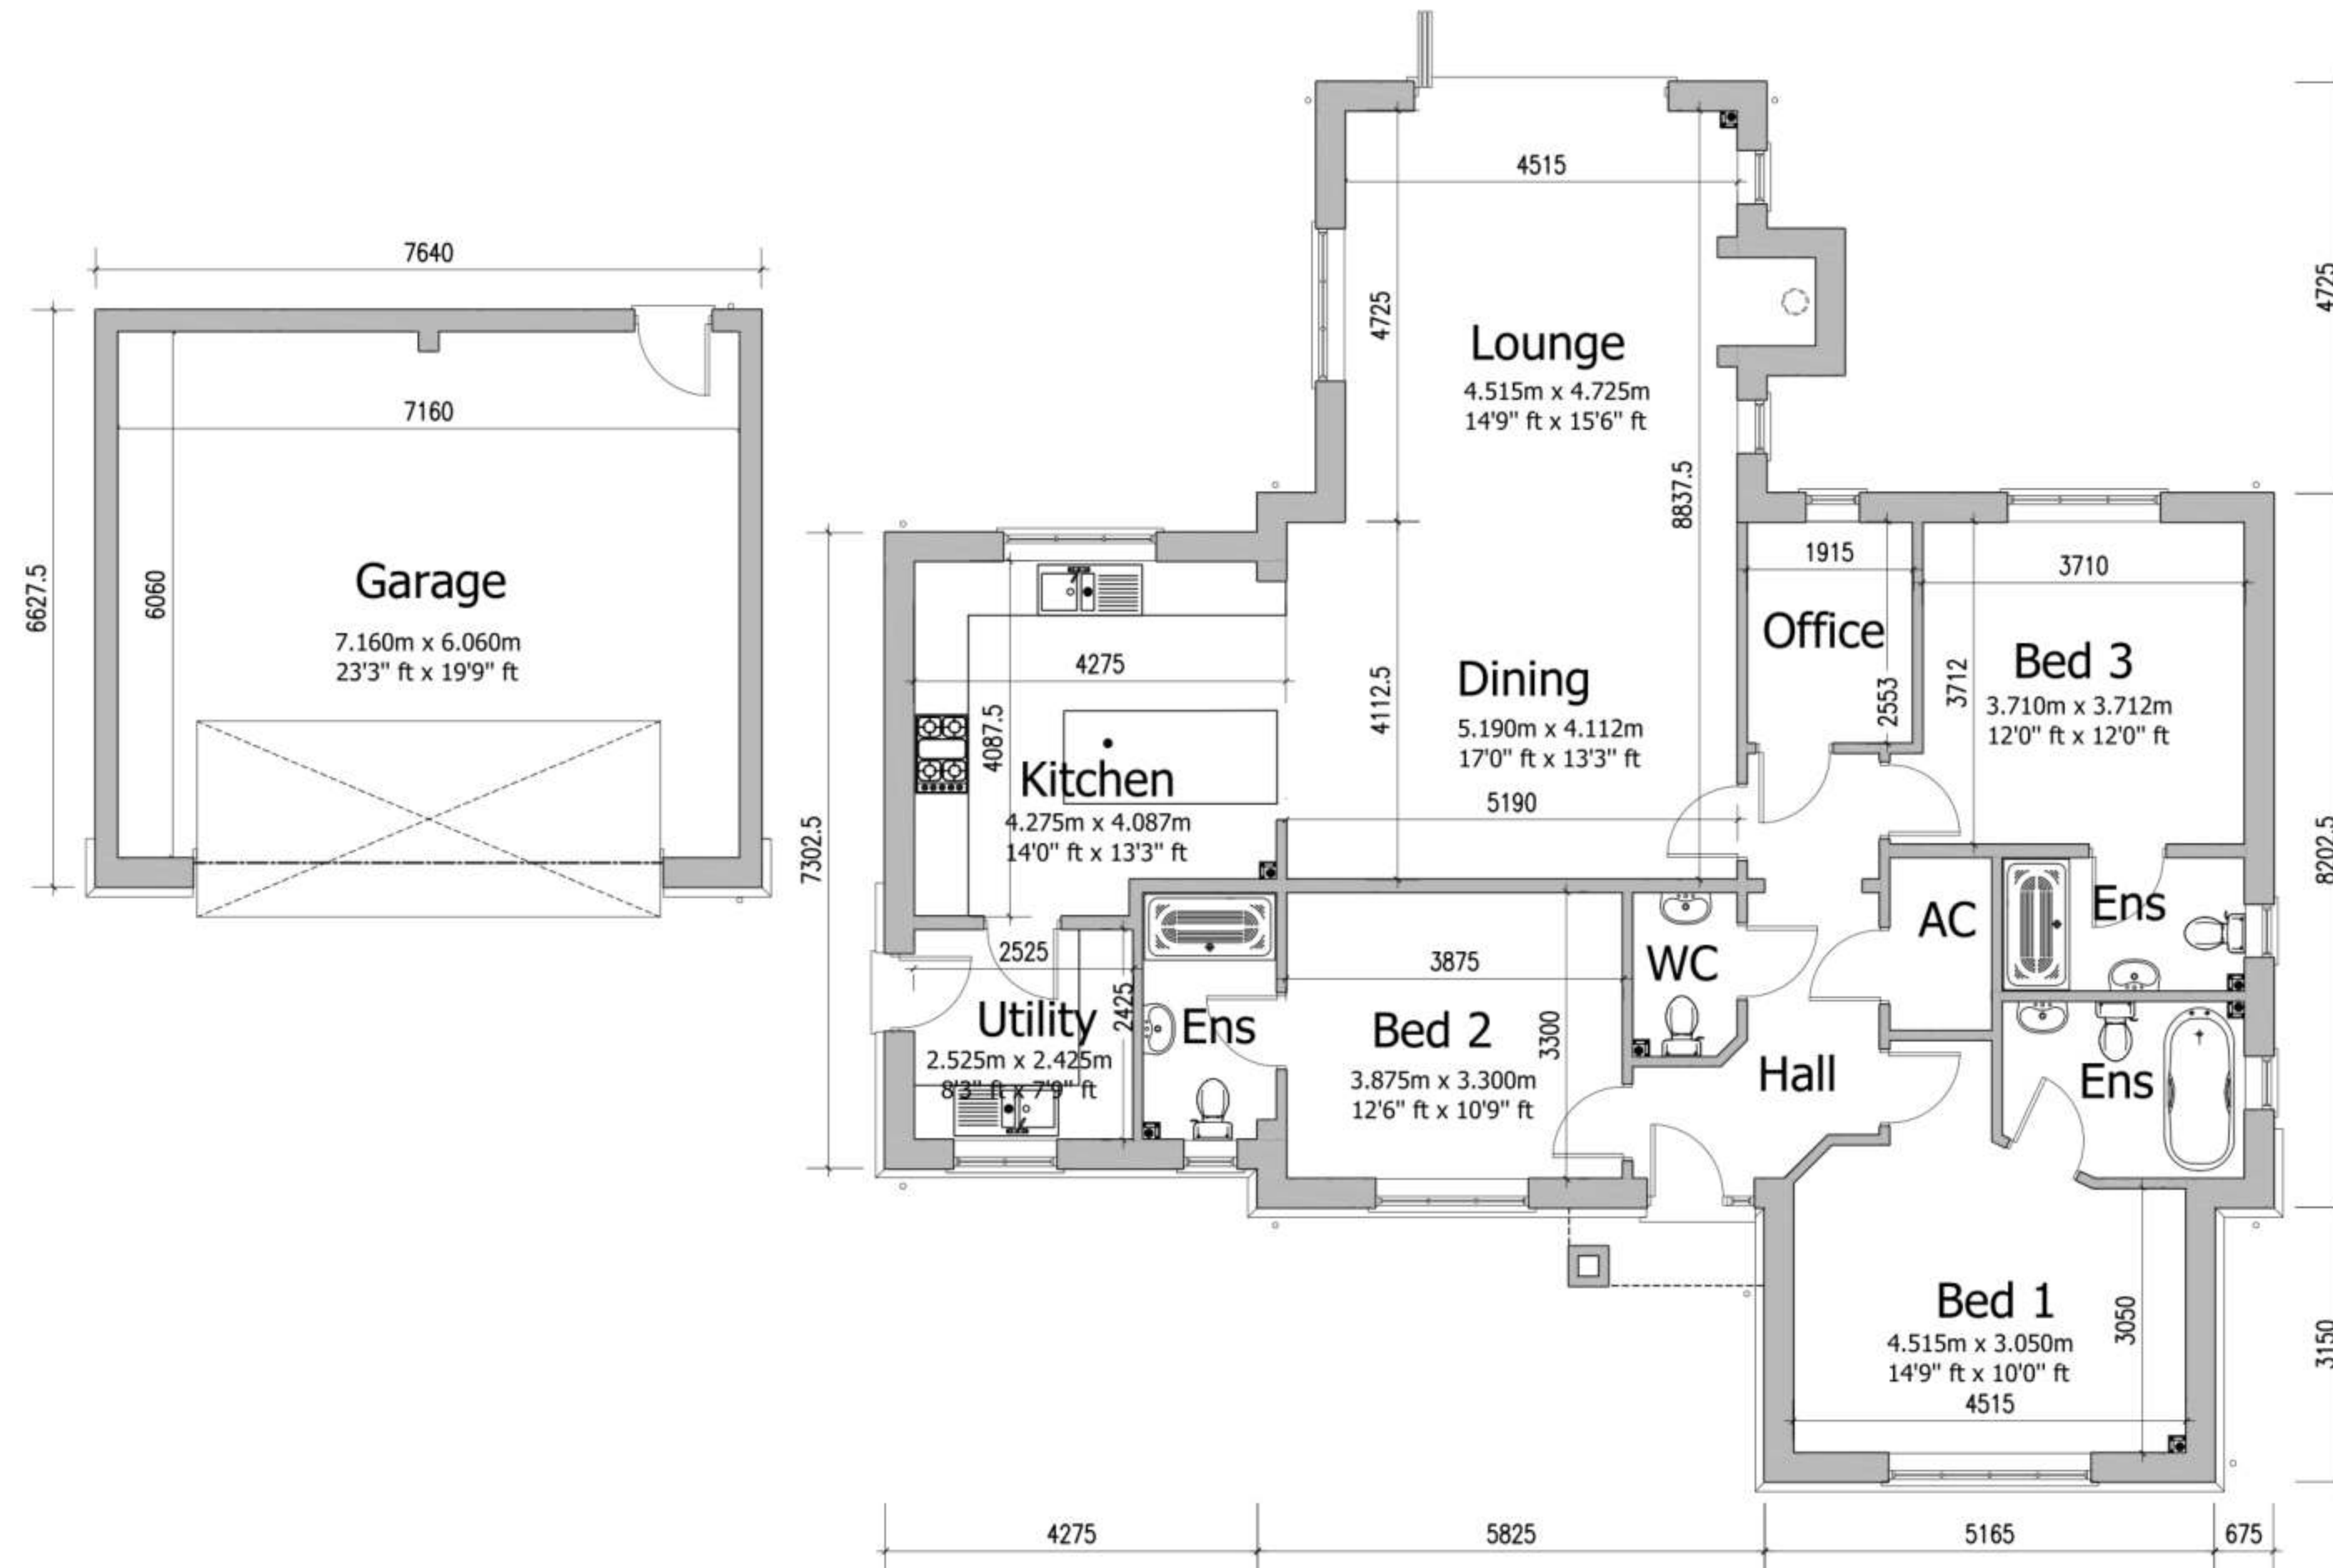 7640
6627.5
7160
6060
Garage
7.160m x 6.060m
23'3" ft x 19'9" ft
4515
4725
Lounge
4.515m x 4.725m
14'9" ft x 15'6" ft
8837.5
4725
7302.5
4275
4087.5
Kitchen
4.275m x 4.087m
14'0" ft x 13'3" ft
4112.5
Dining
5.190m x 4.112m
17'0" ft x 13'3" ft
5190
1915
Office
2553
3710
3712
Bed 3
3.710m x 3.712m
12'0" ft x 12'0" ft
8202.5
2525
2425
Utility
2.525m x 2.425m
8'3" ft x 7'9" ft
Ens
3875
3300
Bed 2
3.875m x 3.300m
12'6" ft x 10'9" ft
WC
Hall
AC
Ens
Ens
Bed 1
4.515m x 3.050m
14'9" ft x 10'0" ft
4515
3050
3150
4275
5825
5165
675